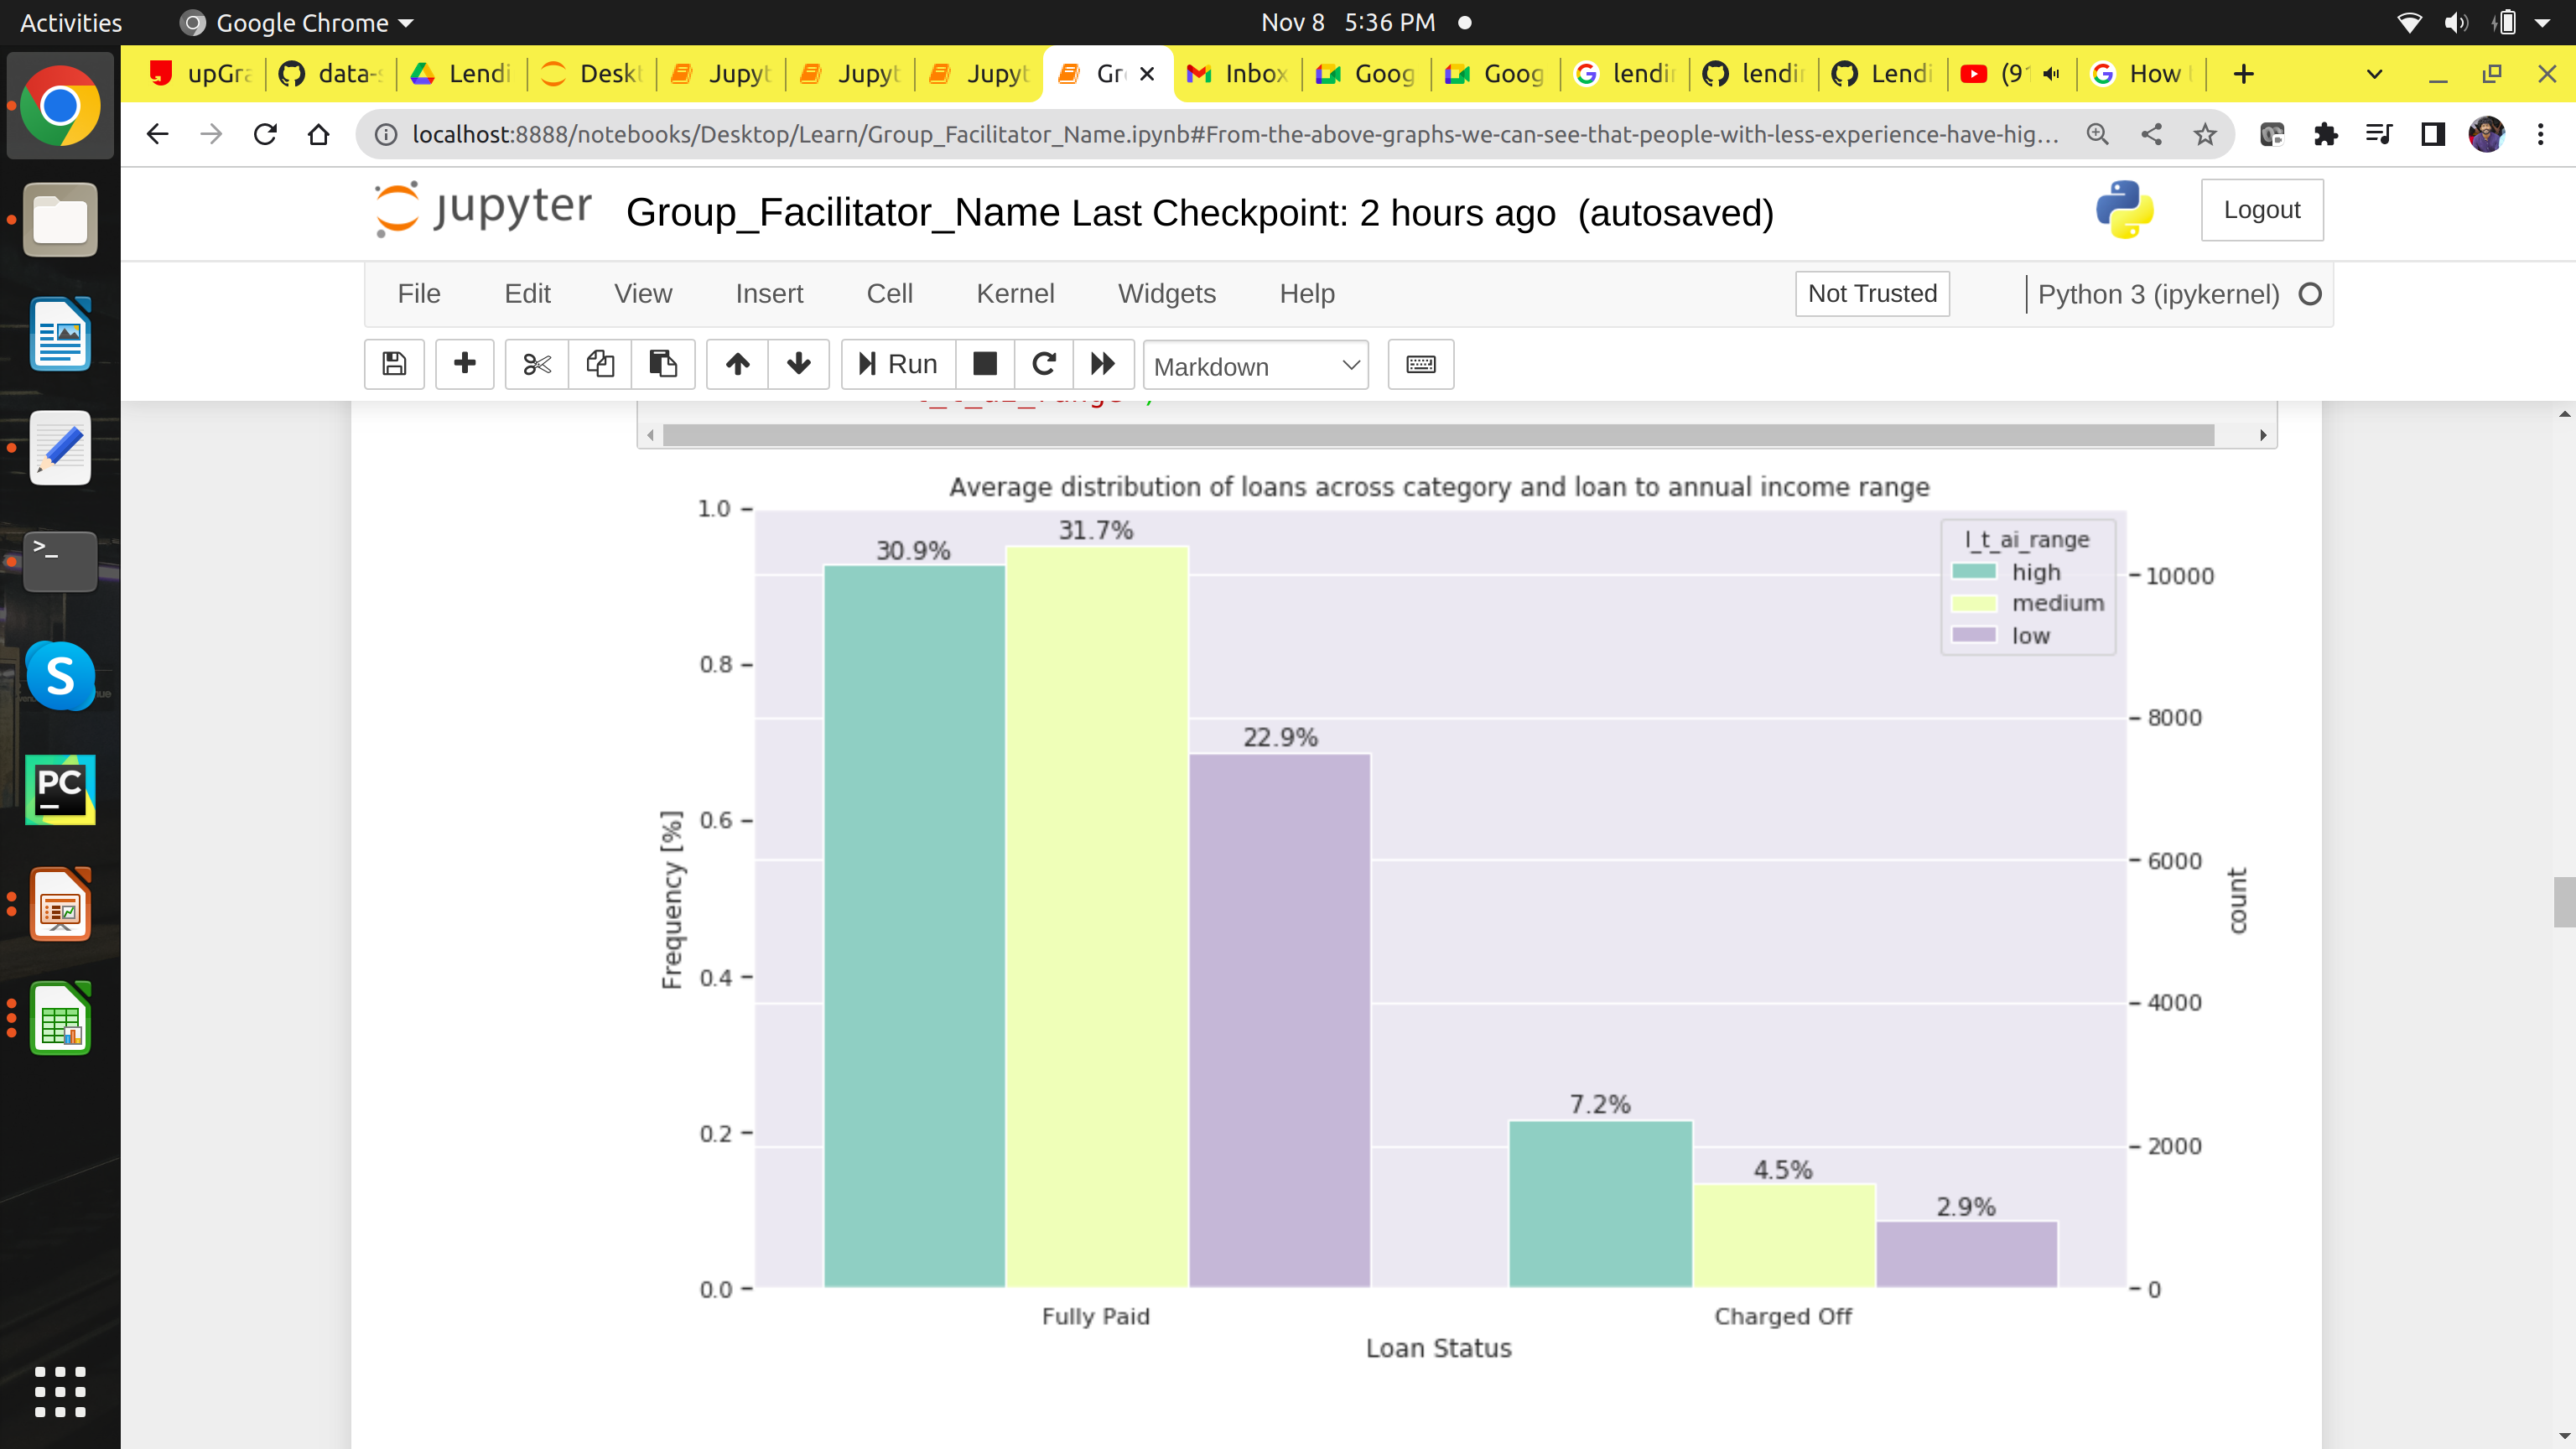 Activities Google Chrome Nov 8 5:36 PM
upGra data-s Lendi Deskt Jupyt Jupyt Jupyt Gr Inbox Goog Goog lendin lendin Lendi (9 How
localhost:8888/notebooks/Desktop/Learn/Group_Facilitator_Name.ipynb#From-the-above-graphs-we-can-see-that-people-with-less-experience-have-hig…
jupyter Group_Facilitator_Name Last Checkpoint: 2 hours ago (autosaved) Logout
File Edit View Insert Cell Kernel Widgets Help Not Trusted Python 3 (ipykernel)
Run Markdown
Average distribution of loans across category and loan to annual income range
1.0
31.7%
30.9%
l_t_ai_range
high
medium
low
10000
0.8
8000
22.9%
0.6
6000
Frequency [%]
count
0.4
4000
7.2%
0.2
2000
4.5%
2.9%
0.0
0
Fully Paid Charged Off
Loan Status
S
PC
>_